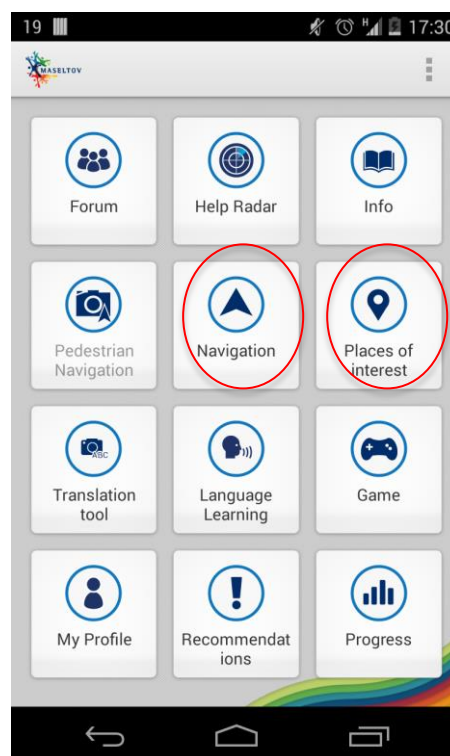 19 H 17:30
MASELTOV
Forum Help Radar Info
Pedestrian Navigation Places of
Navigation interest
ABC
Translation Language Game
tool Learning
My Profile Recommendat Progress
ions